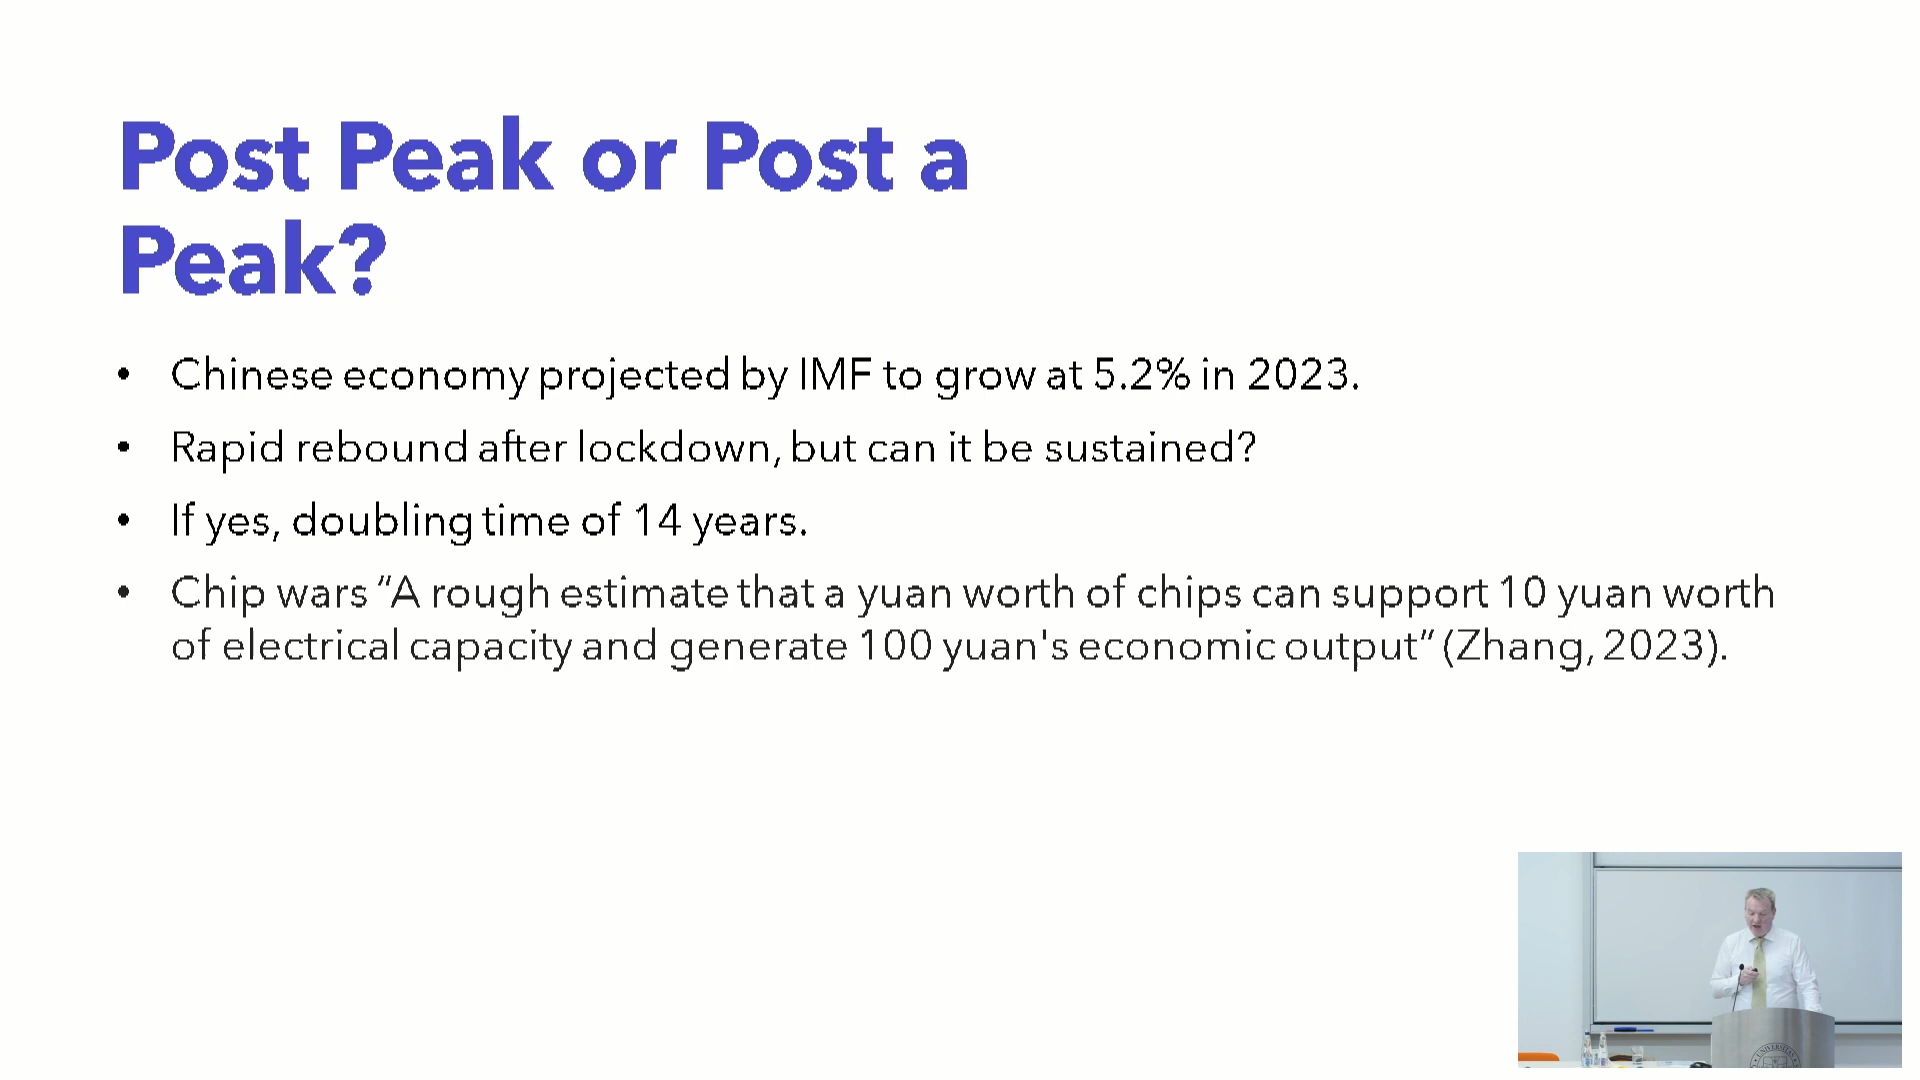 Post Peak or Post a
Peak?
• Chinese economy projected by IMF to grow at 5.2% in 2023.
• Rapid rebound after lockdown, but can it be sustained?
• If yes, doubling time of 14 years.
• Chip wars “A rough estimate that a yuan worth of chips can support 10 yuan worth
of electrical capacity and generate 100 yuan's economic output” (Zhang, 2023).